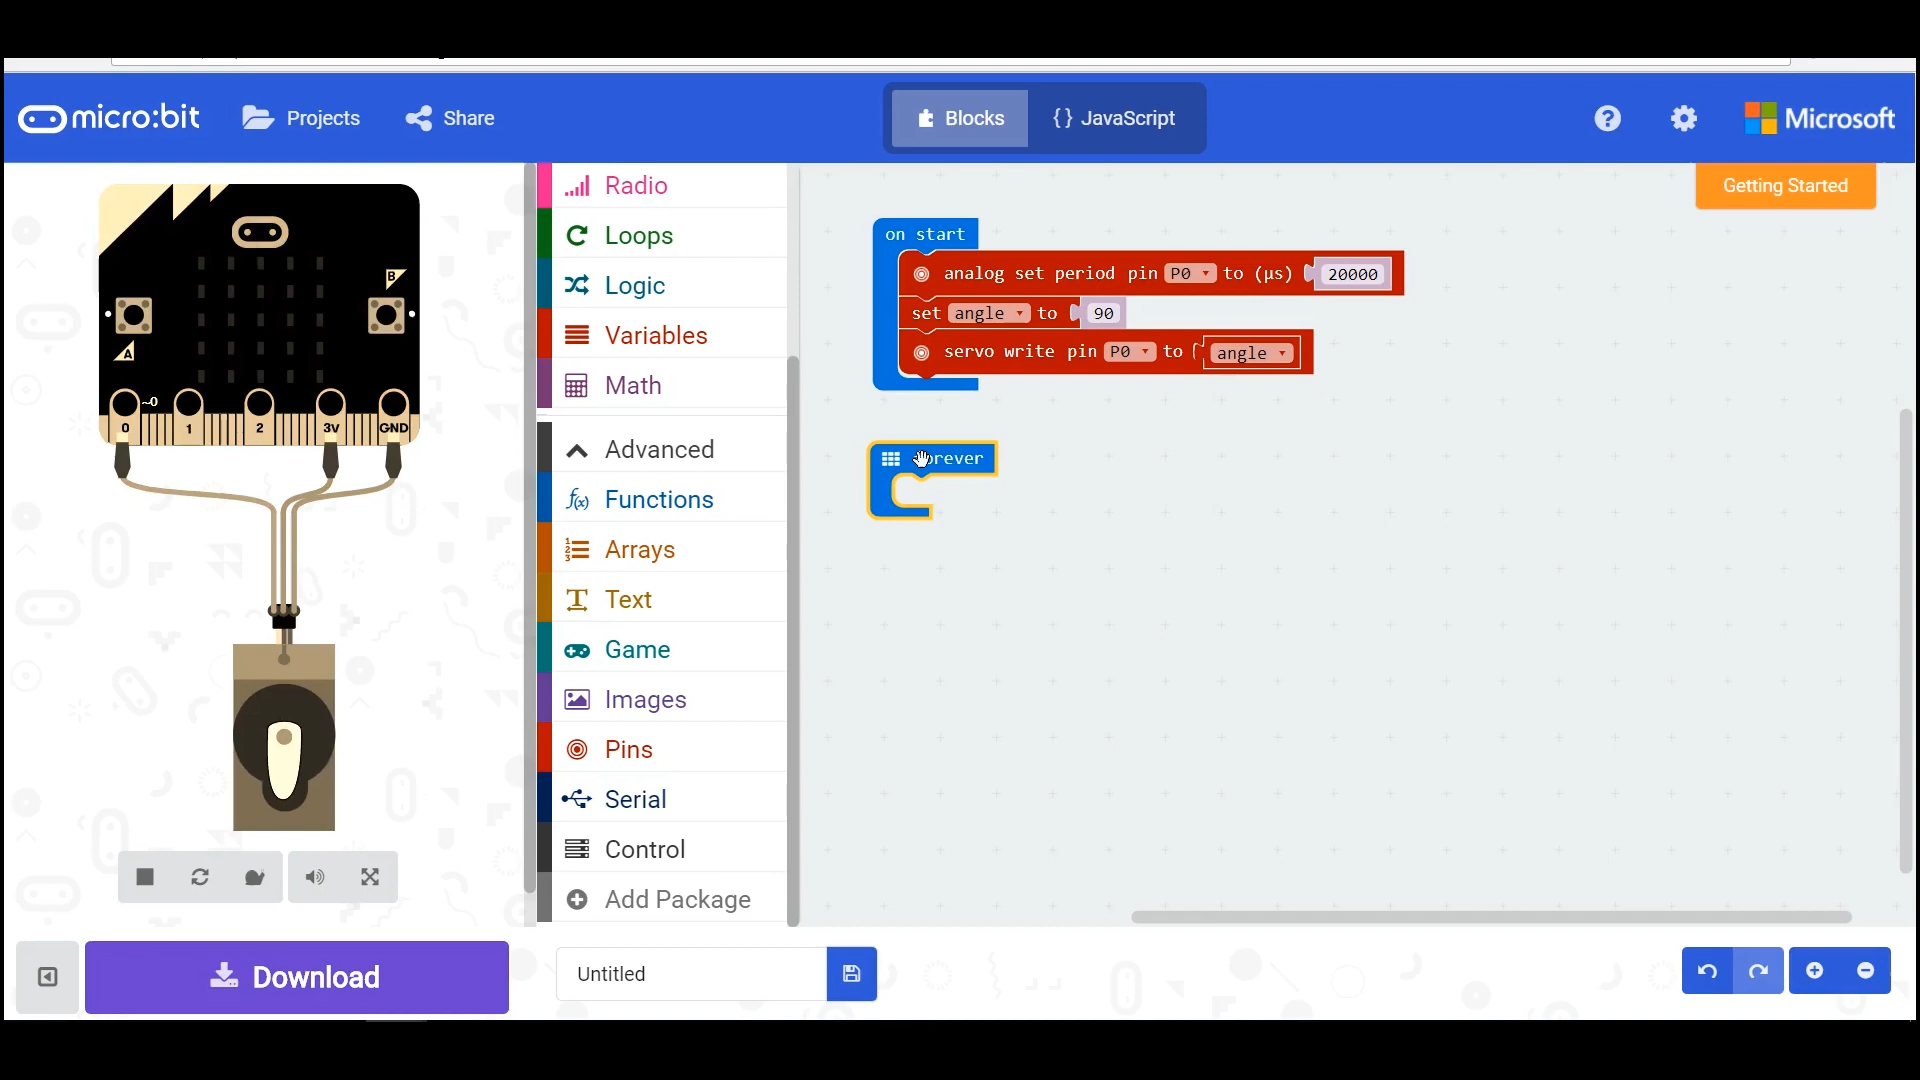 micro:bit
Projects
Share
Blocks
{} JavaScript
?
Microsoft
Getting Started
B
A
~0
0 1 2 3V GND
Radio
Loops
Logic
Variables
Math
Advanced
f(x) Functions
Arrays
Text
Game
Images
Pins
Serial
Control
Add Package
on start
analog set period pin P0 to (µs) 20000
set angle to 90
servo write pin P0 to angle
forever
Download
Untitled